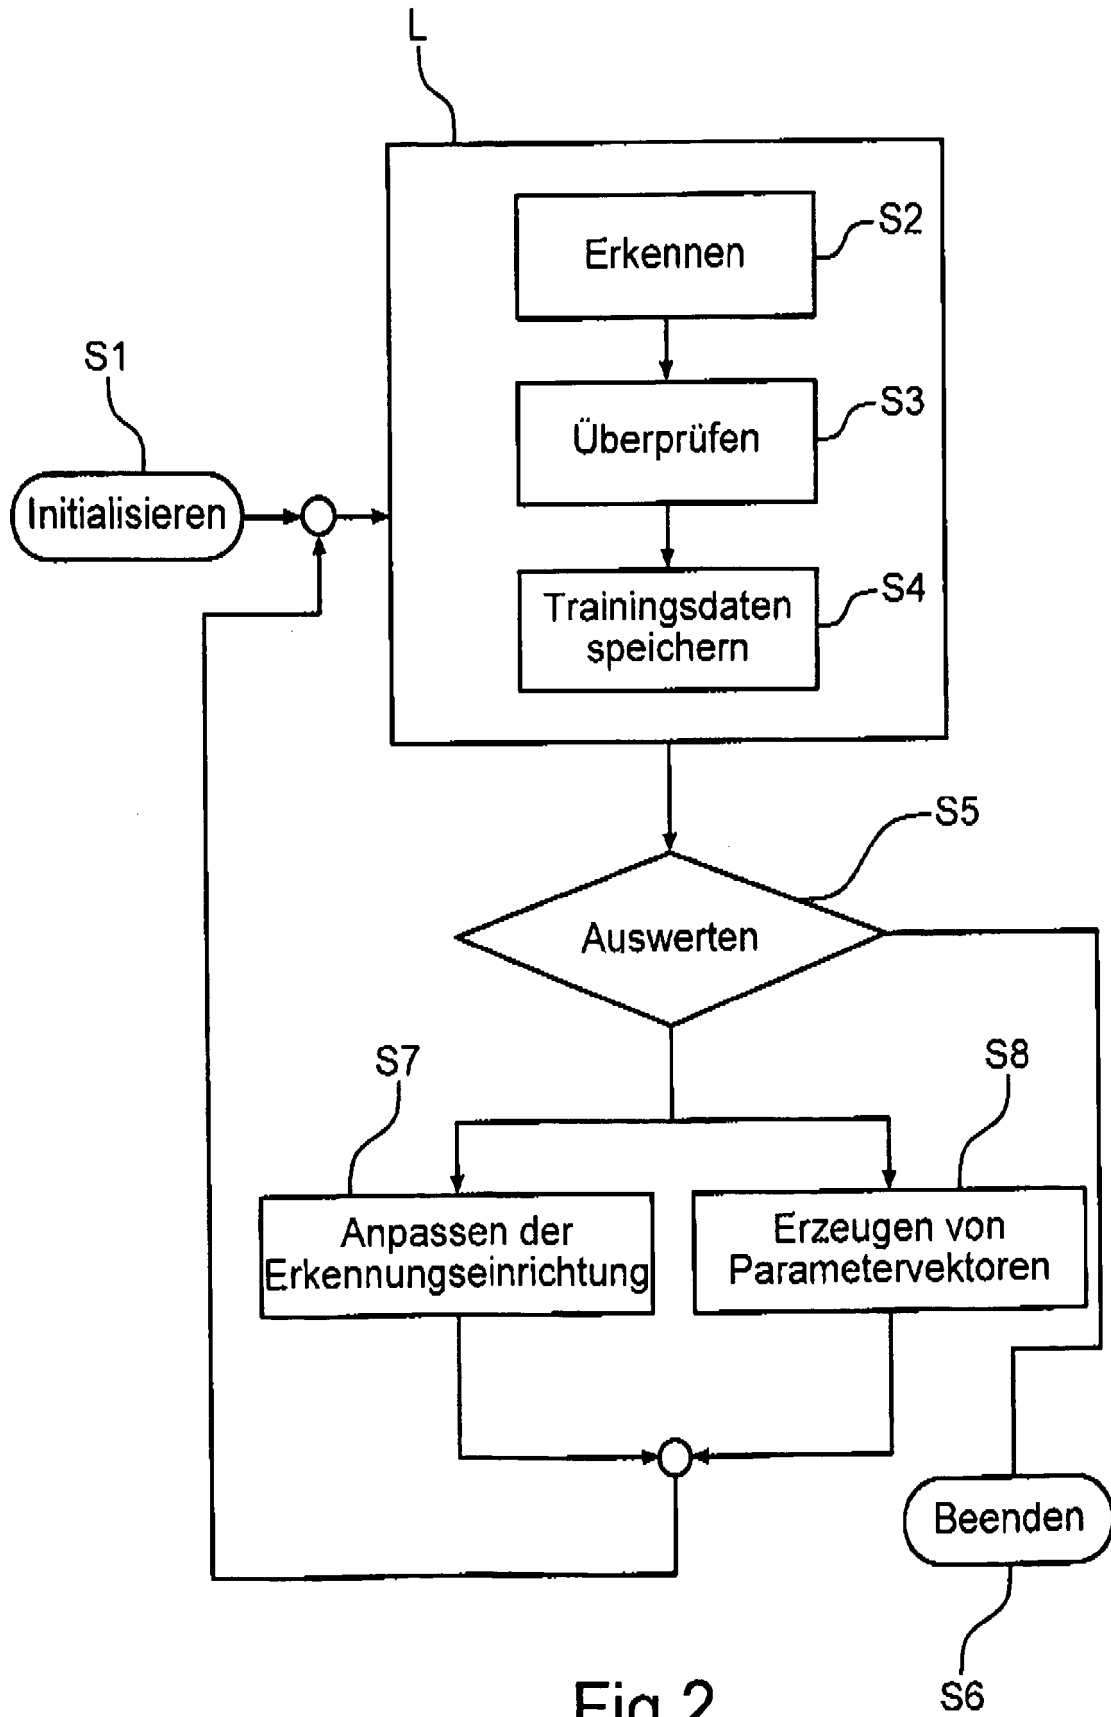 L
Erkennen
S2
S1
Überprüfen
S3
Initialisieren
Trainingsdaten
speichern
S4
S5
Auswerten
S7
S8
Anpassen der
Erkennungseinrichtung
Erzeugen von
Parametervektoren
Beenden
S6
Fig 2